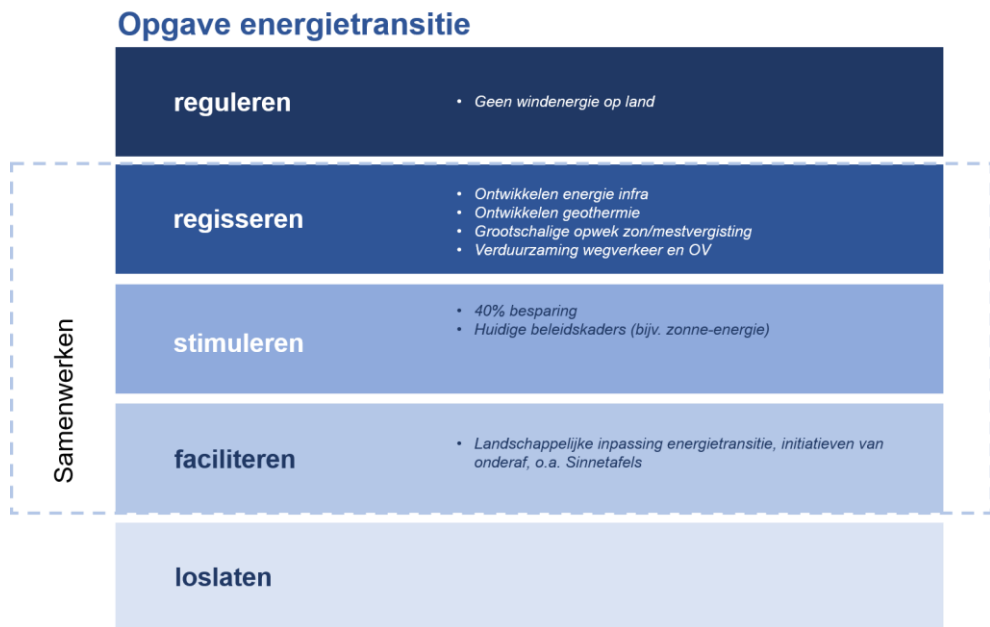 Opgave energietransitie
reguleren
• Geen windenergie op land
Samenwerken
regisseren
• Ontwikkelen energie infra
• Ontwikkelen geothermie
• Grootschalige opwek zon/mestvergisting
• Verduurzaming wegverkeer en OV
stimuleren
• 40% besparing
• Huidige beleidskaders (bijv. zonne-energie)
faciliteren
• Landschappelijke inpassing energietransitie, initiatieven van
onderaf, o.a. Sinnetafels
loslaten